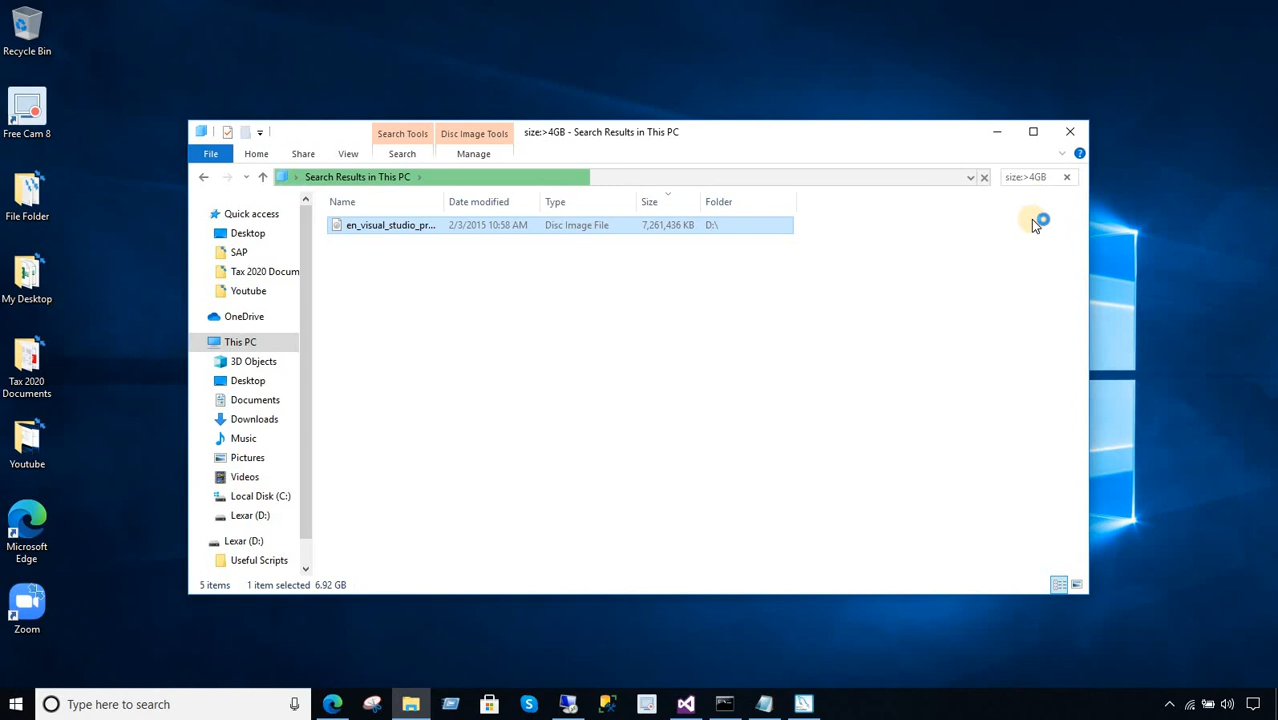 Recycle Bin
Free Cam 8
File Folder
My Desktop
Tax 2020
Documents
Youtube
Microsoft
Edge
Zoom
Search Tools
Disc Image Tools
size:>4GB - Search Results in This PC
File
Home
Share
View
Search
Manage
Search Results in This PC
size:>4GB
Name
Date modified
Type
Size
Folder
en_visual_studio_pr...
2/3/2015 10:58 AM
Disc Image File
7,261,436 KB
D:\
Quick access
Desktop
SAP
Tax 2020 Docum
Youtube
OneDrive
This PC
3D Objects
Desktop
Documents
Downloads
Music
Pictures
Videos
Local Disk (C:)
Lexar (D:)
Lexar (D:)
Useful Scripts
5 items
1 item selected 6.92 GB
Type here to search